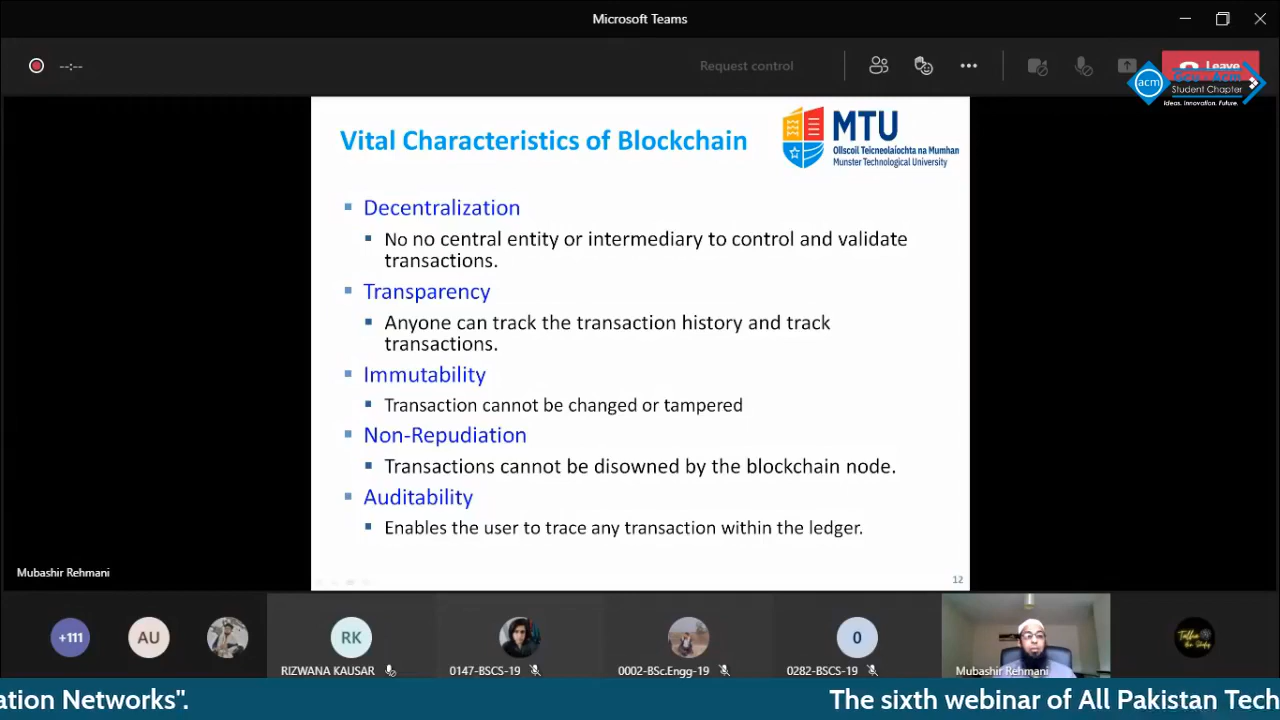 Microsoft Teams
--:--
Request control
Leave
acm
Student Chapter
Ideas. Innovation. Future.
Vital Characteristics of Blockchain
MTU
Ollscoil Teicneolaíochta na Mumhan
Munster Technological University
Decentralization
No no central entity or intermediary to control and validate
transactions.
Transparency
Anyone can track the transaction history and track
transactions.
Immutability
Transaction cannot be changed or tampered
Non-Repudiation
Transactions cannot be disowned by the blockchain node.
Auditability
Enables the user to trace any transaction within the ledger.
12
Mubashir Rehmani
+111
AU
RK
RIZWANA KAUSAR
0147-BSCS-19
0002-BSc.Engg-19
0
0282-BSCS-19
Mubashir Rehmani
ation Networks".
The sixth webinar of All Pakistan Tech